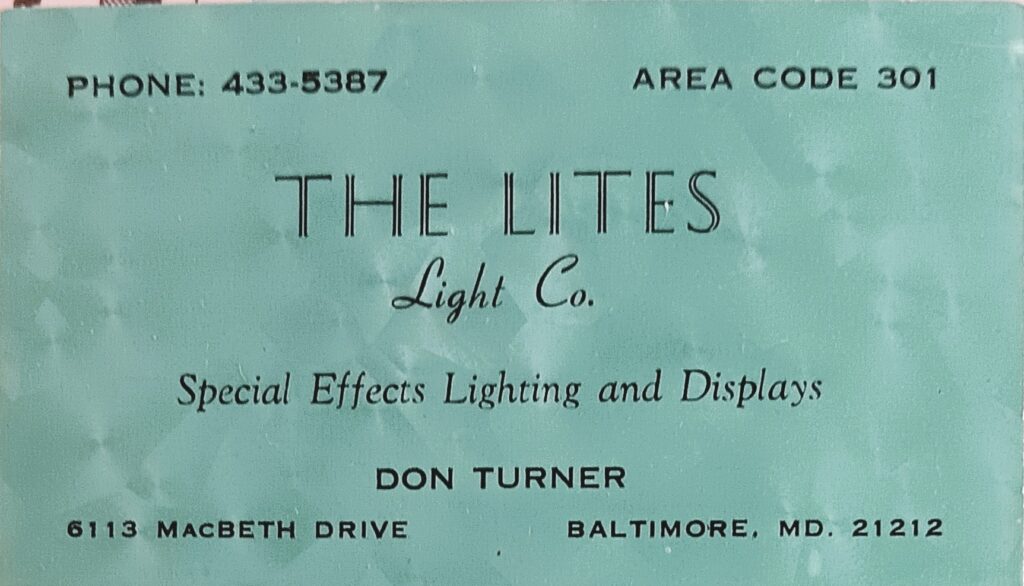 PHONE: 433-5387 AREA CODE 301
THE LITES
Light Co.
Special Effects Lighting and Displays
DON TURNER
6113 MACBETH DRIVE BALTIMORE, MD. 21212